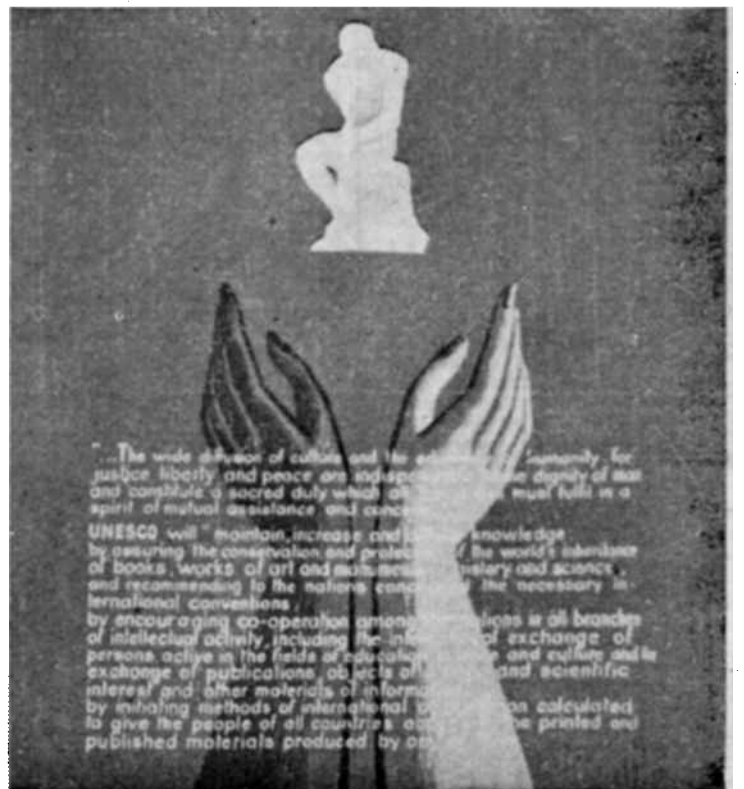 "...The wide diffusion of culture and the humanity for
justice liberty and peace are dignity of man
and constitute a sacred duty which must fulfil in a
spirit of mutual assistance and
UNESCO will "maintain, increase and knowledge
by assuring the conservation and of the world's inheritance
of books, works of art and history and science,
and recommending to the nations the necessary in-
ternational conventions,
by encouraging co-operation among in all branches
of intellectual activity, including the of exchange of
persons active in the fields of education, and culture and
exchange of publications, objects of and scientific
interest and other materials of
by initiating methods of international calculated
to give the people of all countries printed and
published materials produced by